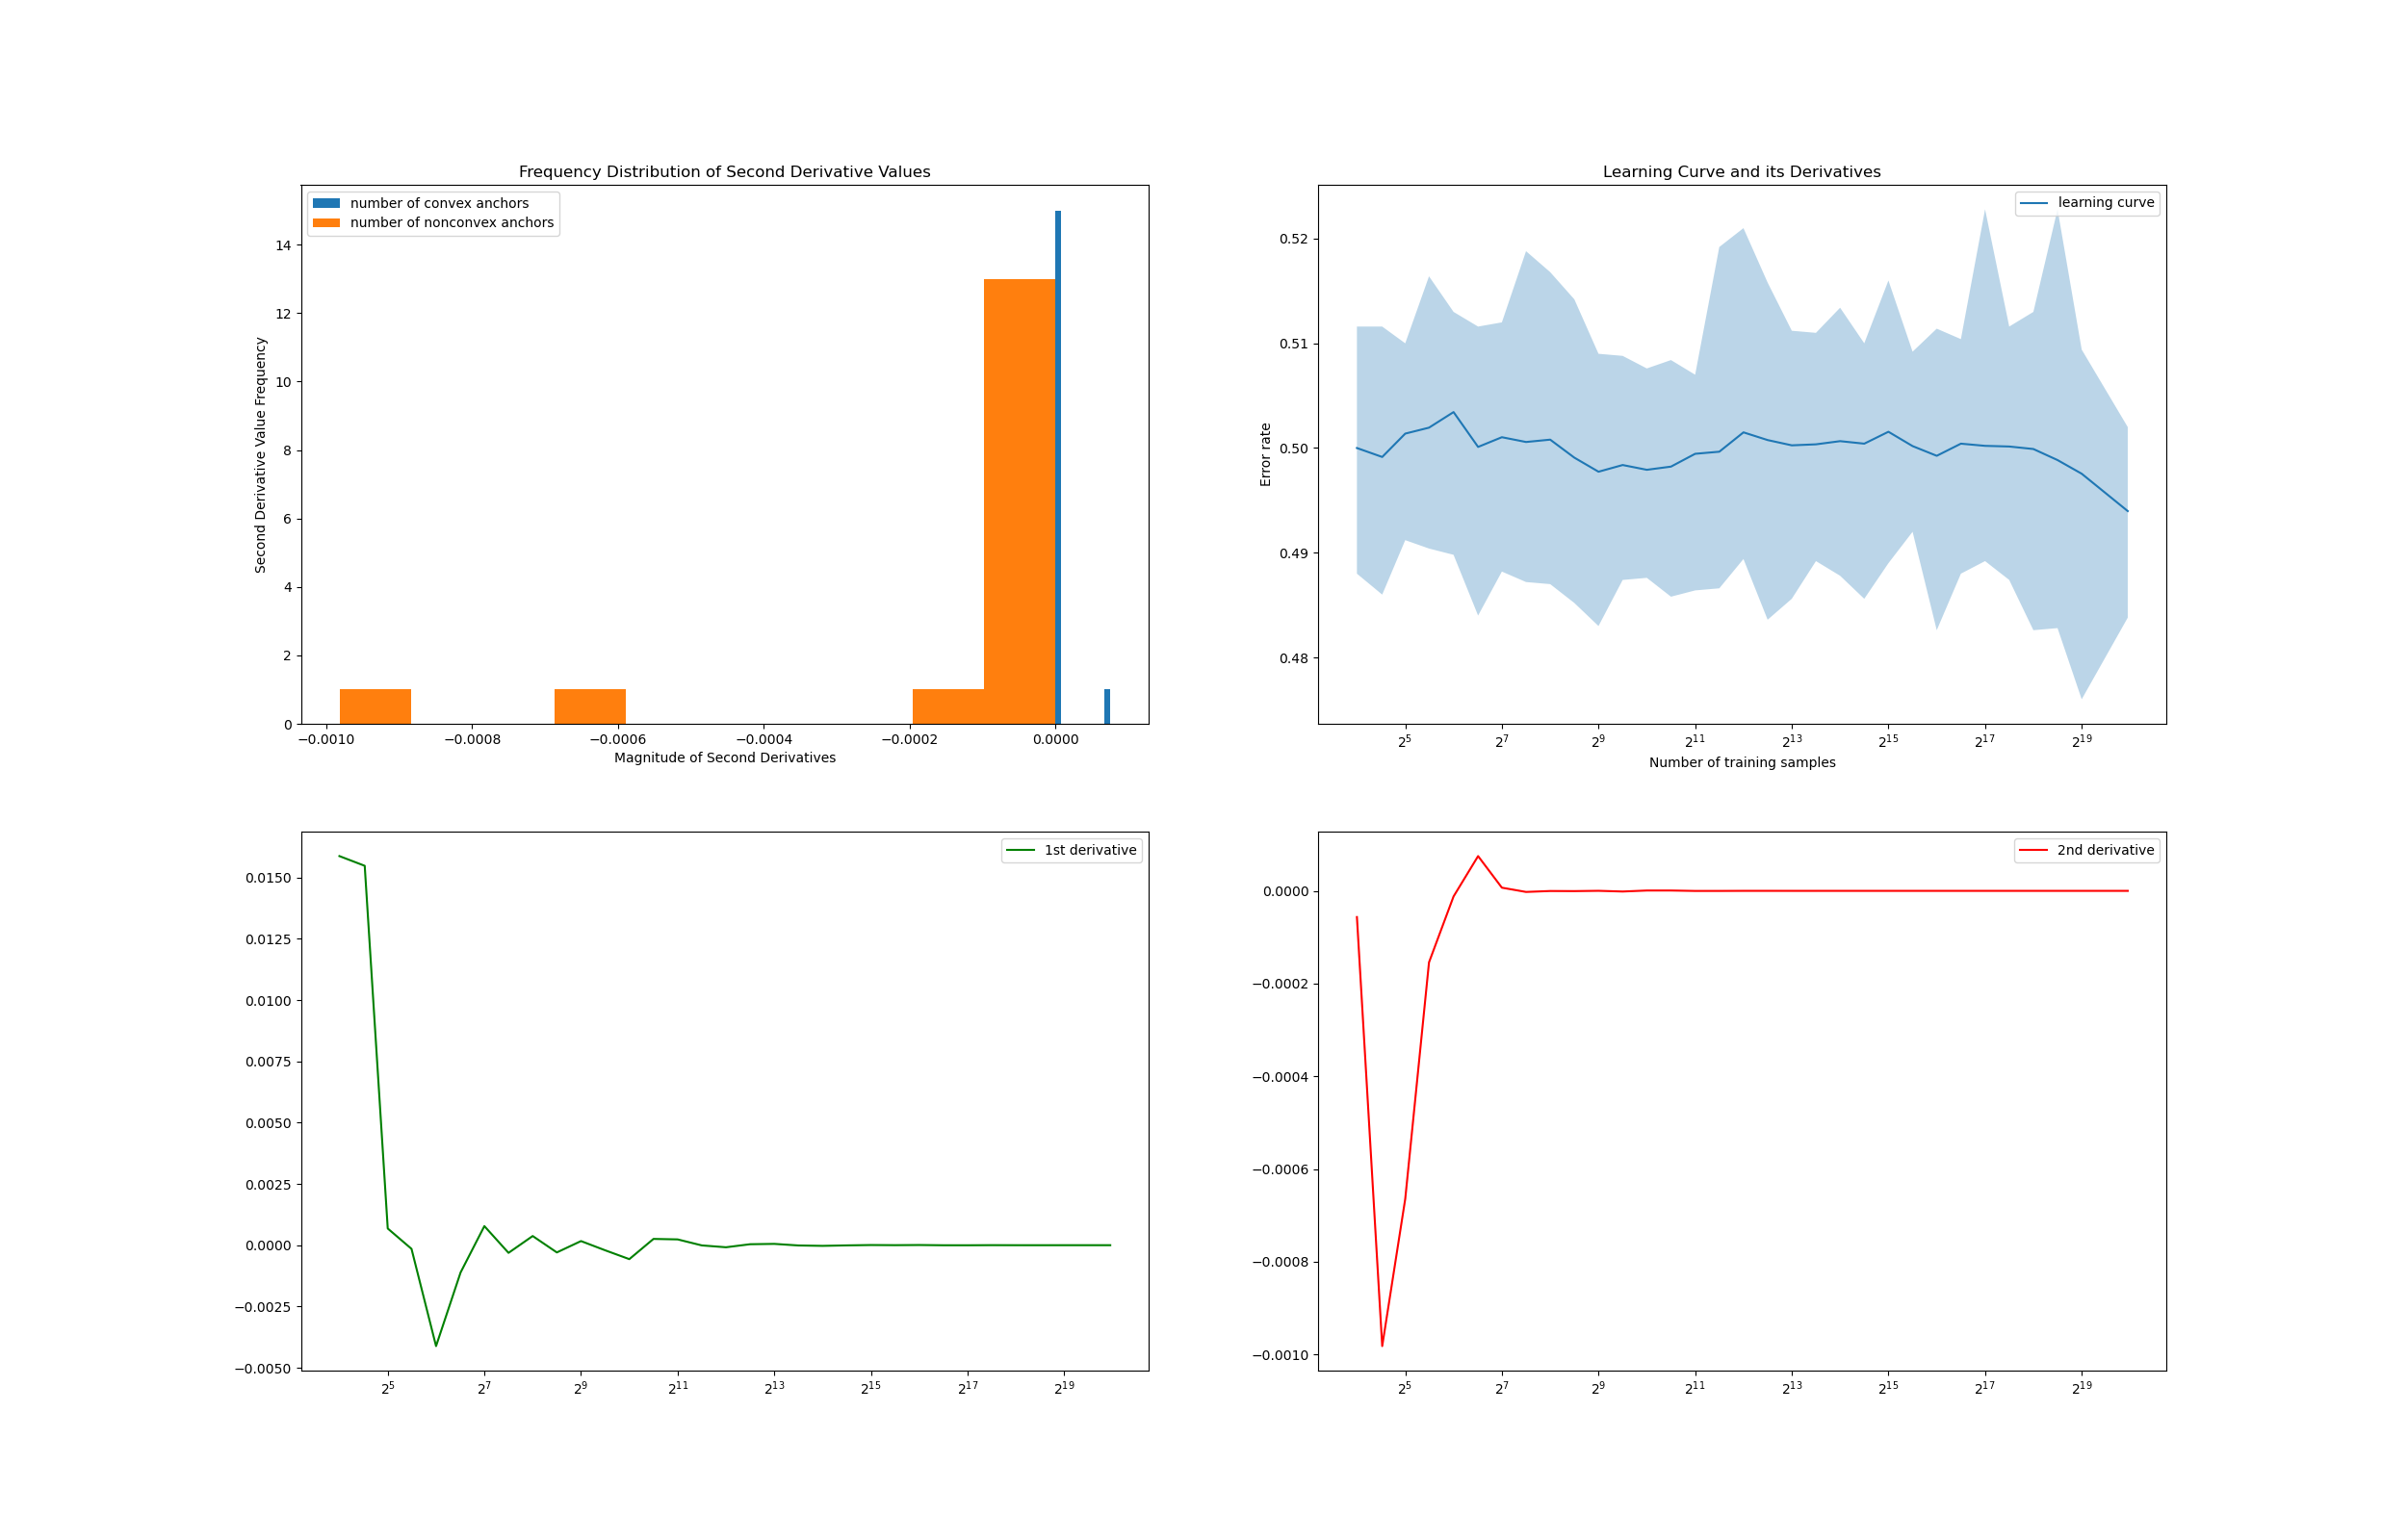 Frequency Distribution of Second Derivative Values
number of convex anchors
number of nonconvex anchors
Second Derivative Value Frequency
14
12
10
8
6
4
2
0
−0.0010 −0.0008 −0.0006 −0.0004 −0.0002 0.0000
Magnitude of Second Derivatives
Learning Curve and its Derivatives
learning curve
Error rate
0.52
0.51
0.50
0.49
0.48
2^5 2^7 2^9 2^11 2^13 2^15 2^17 2^19
Number of training samples
1st derivative
0.0150
0.0125
0.0100
0.0075
0.0050
0.0025
0.0000
−0.0025
−0.0050
2^5 2^7 2^9 2^11 2^13 2^15 2^17 2^19
2nd derivative
0.0000
−0.0002
−0.0004
−0.0006
−0.0008
−0.0010
2^5 2^7 2^9 2^11 2^13 2^15 2^17 2^19